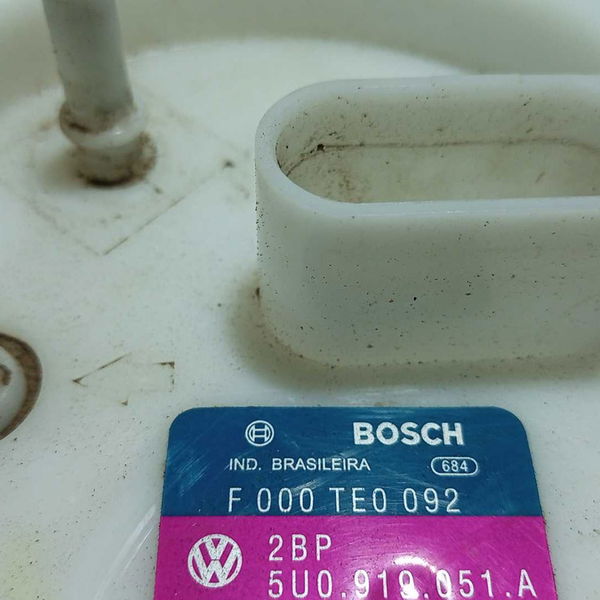 BOSCH
IND. BRASILEIRA 684
F 000 TE0 092
2BP
5U0.919.051.A